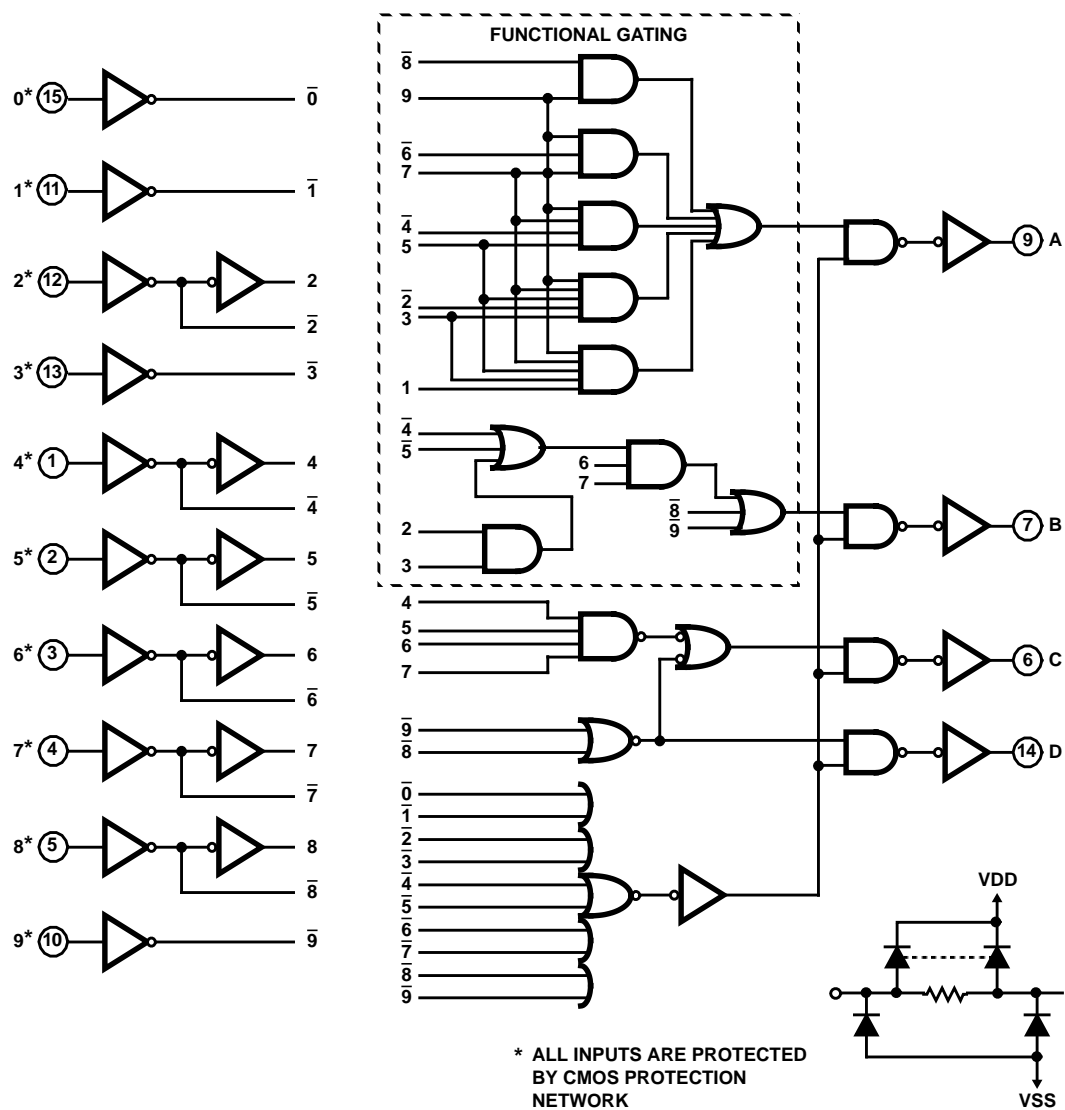 FUNCTIONAL GATING
0* 15 0̅
1* 11 1̅
2* 12 2
2̅
3* 13 3̅
4* 1 4
4̅
5* 2 5
5̅
6* 3 6
6̅
7* 4 7
7̅
8* 5 8
8̅
9* 10 9̅
8̅
9
6̅
7
4̅
5
2̅
3
1
4̅
5̅
6
7
8̅
9̅
2
3
4
5
6
7
9̅
8̅
0̅
1̅
2̅
3̅
4̅
5̅
6̅
7̅
8̅
9̅
9 A
7 B
6 C
14 D
VDD
VSS
* ALL INPUTS ARE PROTECTED
BY CMOS PROTECTION
NETWORK